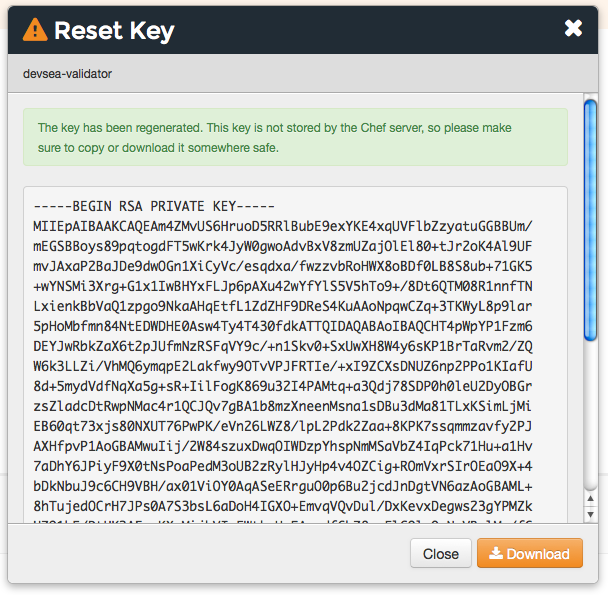 Reset Key
devsea-validator
The key has been regenerated. This key is not stored by the Chef server, so please make
sure to copy or download it somewhere safe.
-----BEGIN RSA PRIVATE KEY-----
MIIEpAIBAAKCAQEAm4ZMvUS6HruoD5RRlBubE9exYKE4xqUVFlbZzyatuGGBBUm/
mEGSBBoys89pqtogdFT5wKrk4JyW0gwoAdvBxV8zmUZajOlEl80+tJr2oK4Al9UF
mvJAxaP2BaJDe9dwOGn1XiCyVc/esqdxa/fwzzvbRoHWX8oBDf0LB8S8ub+71GK5
+wYNSMi3Xrg+G1x1IwBHYxFLJp6pAXu42wYfYlS5V5hTo9+/8Dt6QTM08R1nnfTN
LxienkBbVaQ1zpgo9NkaAHqEtfL1ZdZHF9DReS4KuAAoNpqwCZq+3TKWyL8p9lar
5pHoMbfmn84NtEDWDHE0Asw4Ty4T430fdkATTQIDAQABAoIBAQCHT4pWpYP1Fzm6
DEYJwRbkZaX6t2pJUfmNzRSFqVY9c/+n1Skv0+SxUwXH8W4y6sKP1BrTaRvm2/ZQ
W6k3LLZi/VhMQ6ymqpE2Lakfwy9OTvVPJFRTIe/+xI9ZCXsDNUZ6np2PPo1KIafU
8d+5mydVdfNqXa5g+sR+IilFogK869u32I4PAMtq+a3Qdj78SDP0h0leU2DyOBGr
zsZladcDtRwpNMac4r1QCJQv7gBA1b8mzXneenMsna1sDBu3dMa81TLxKSimLjMi
EB60qt73xjs80NXUT76PwPK/eVn26LWZ8/lpL2Pdk2Zaa+8KPK7ssqmmzavfy2PJ
AXHfpvP1AoGBAMwuIij/2W84szuxDwqOIWDzpYhspNmMSaVbZ4IqPck71Hu+a1Hv
7aDhY6JPiyF9X0tNsPoaPedM3oUB2zRylHJyHp4v4OZCig+ROmVxrSIrOEaO9X+4
bDkNbuJ9c6CH9VBH/ax01ViOY0AqASeERrguO0p6Bu2jcdJnDgtVN6azAoGBAML+
8hTujedOCrH7JPs0A7S3bsL6aDoH4IGXO+EmvqVQvDul/DxKevxDegws23gYPMZk
Close
Download